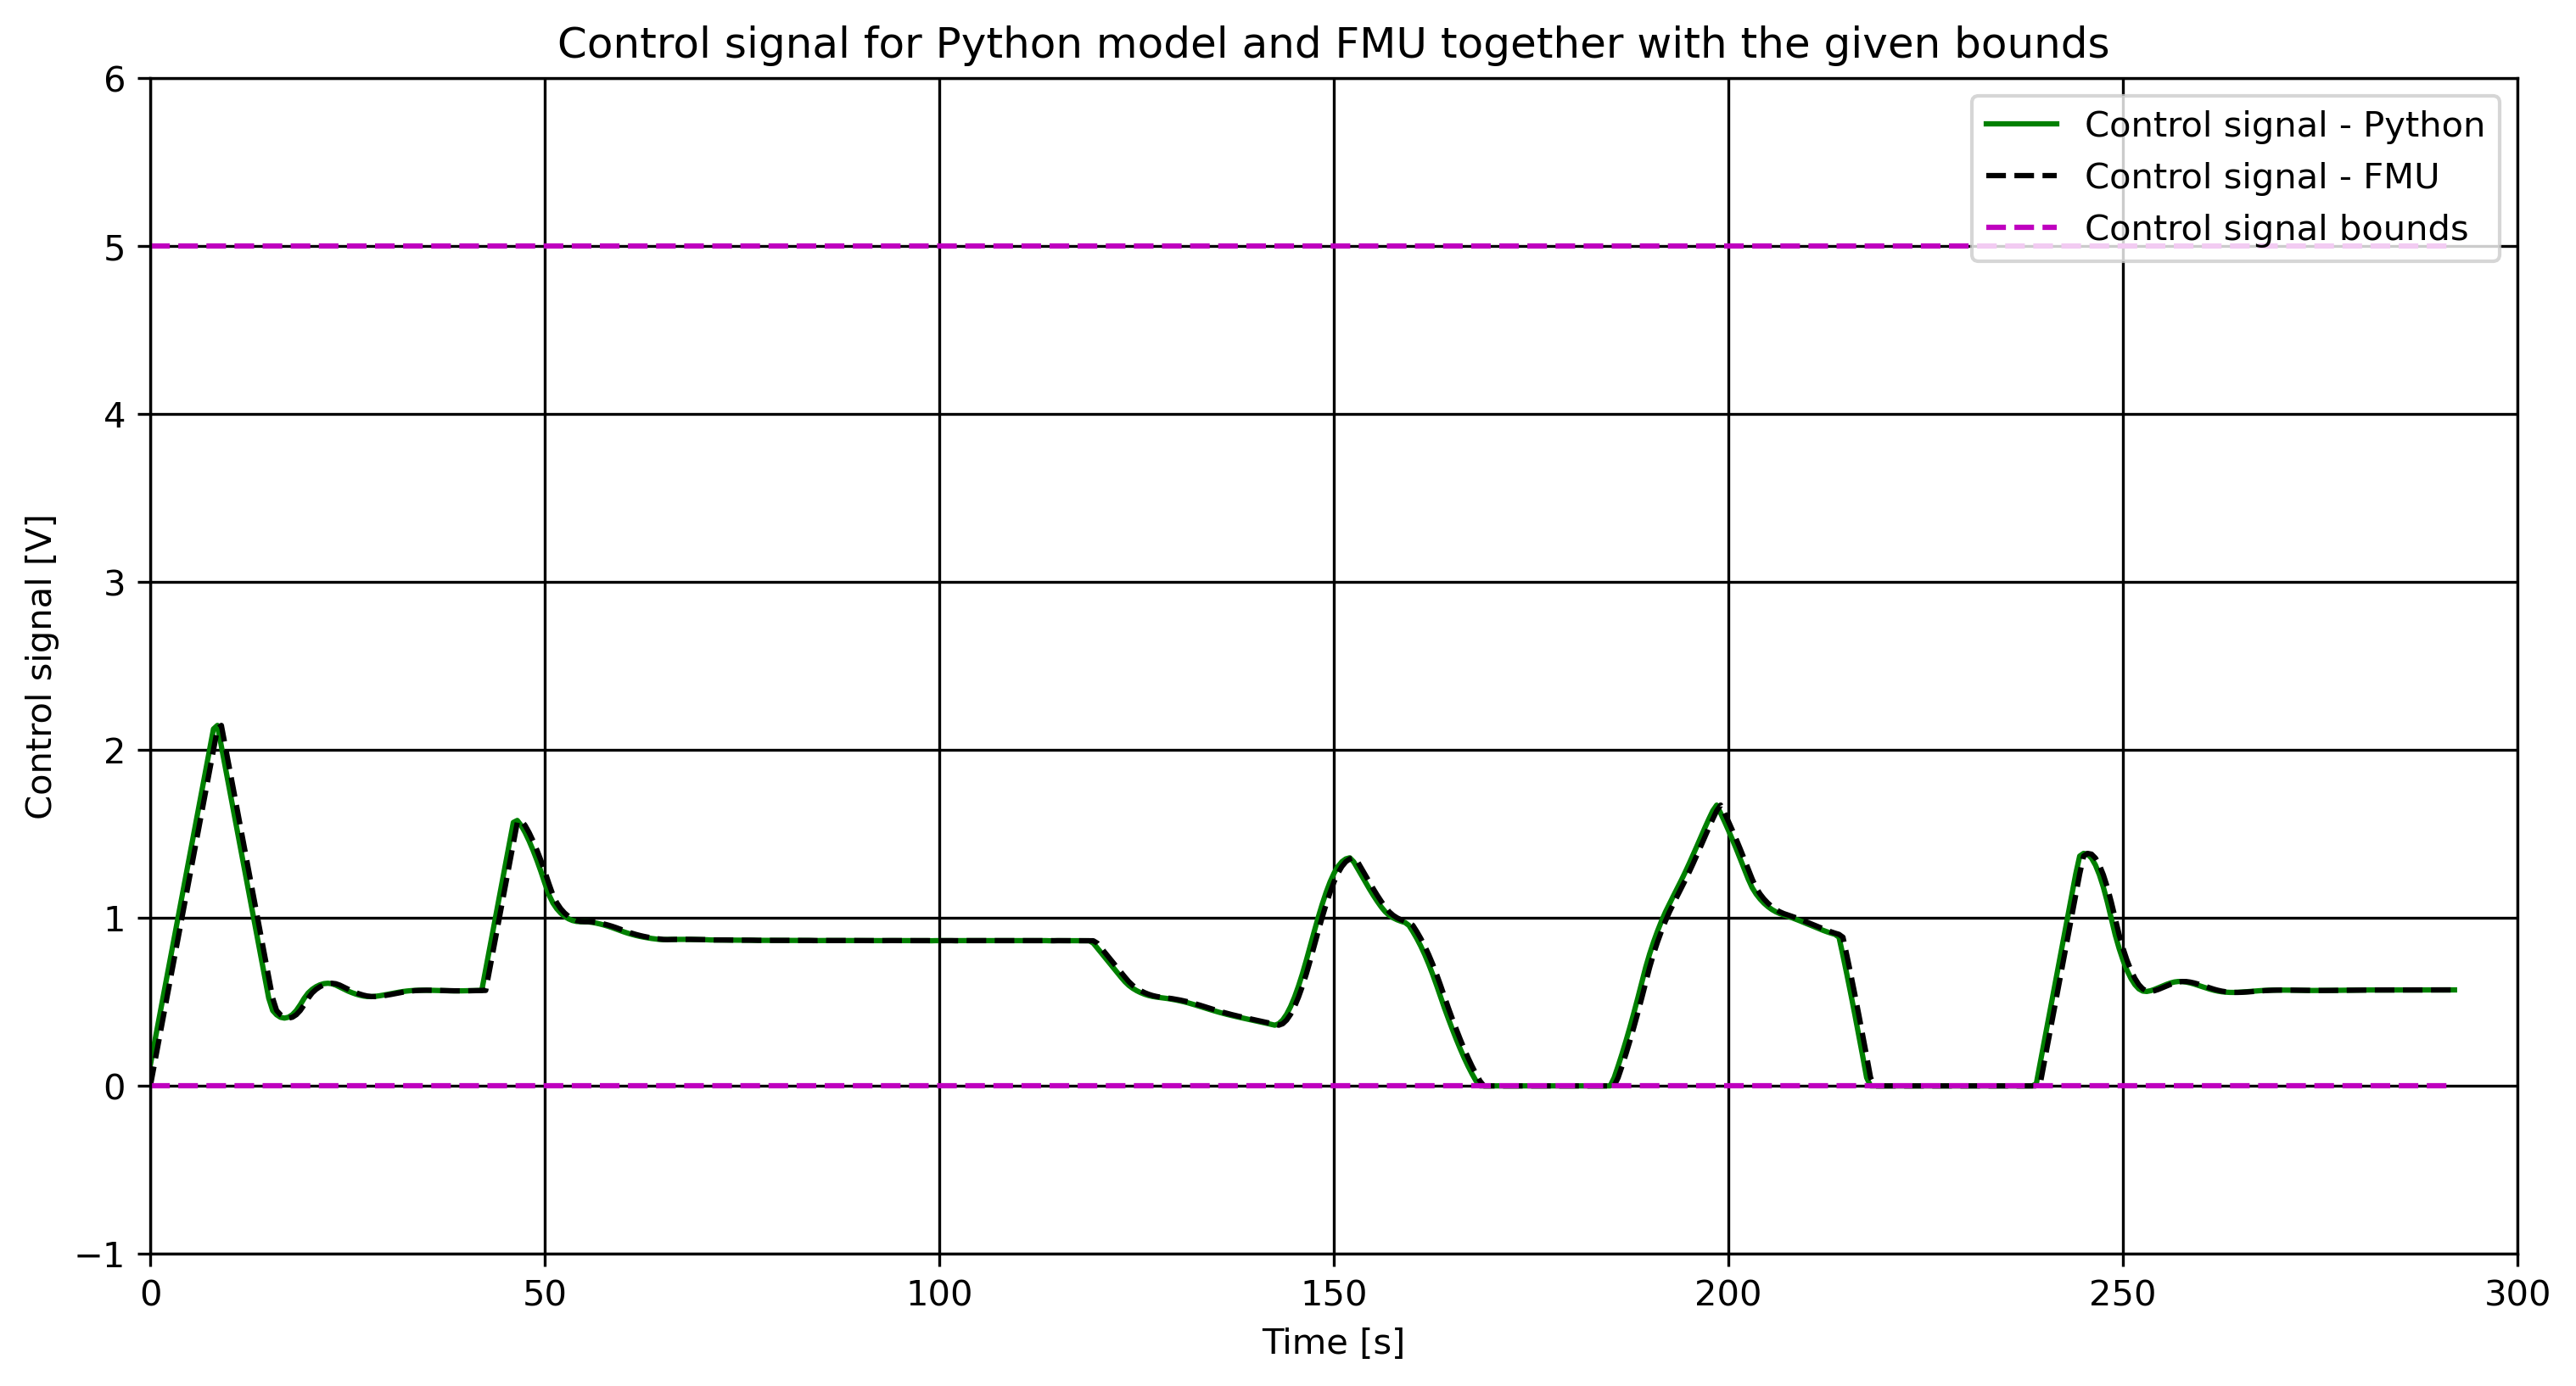 Control signal for Python model and FMU together with the given bounds
6
5
4
3
2
1
0
−1
Control signal [V]
Control signal - Python
Control signal - FMU
Control signal bounds
0 50 100 150 200 250 300
Time [s]